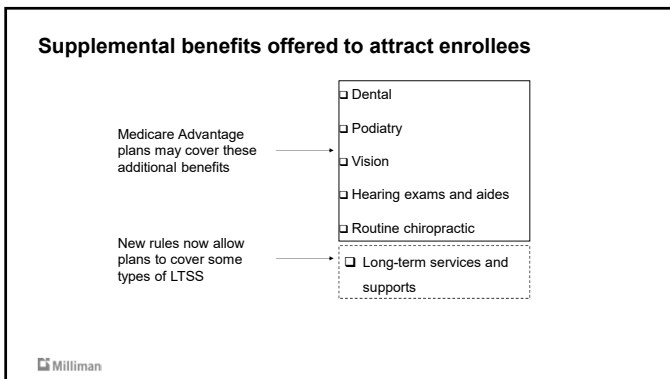 Supplemental benefits offered to attract enrollees
Medicare Advantage
plans may cover these
additional benefits
❑ Dental
❑ Podiatry
❑ Vision
❑ Hearing exams and aides
❑ Routine chiropractic
New rules now allow
plans to cover some
types of LTSS
❑ Long-term services and
supports
Milliman